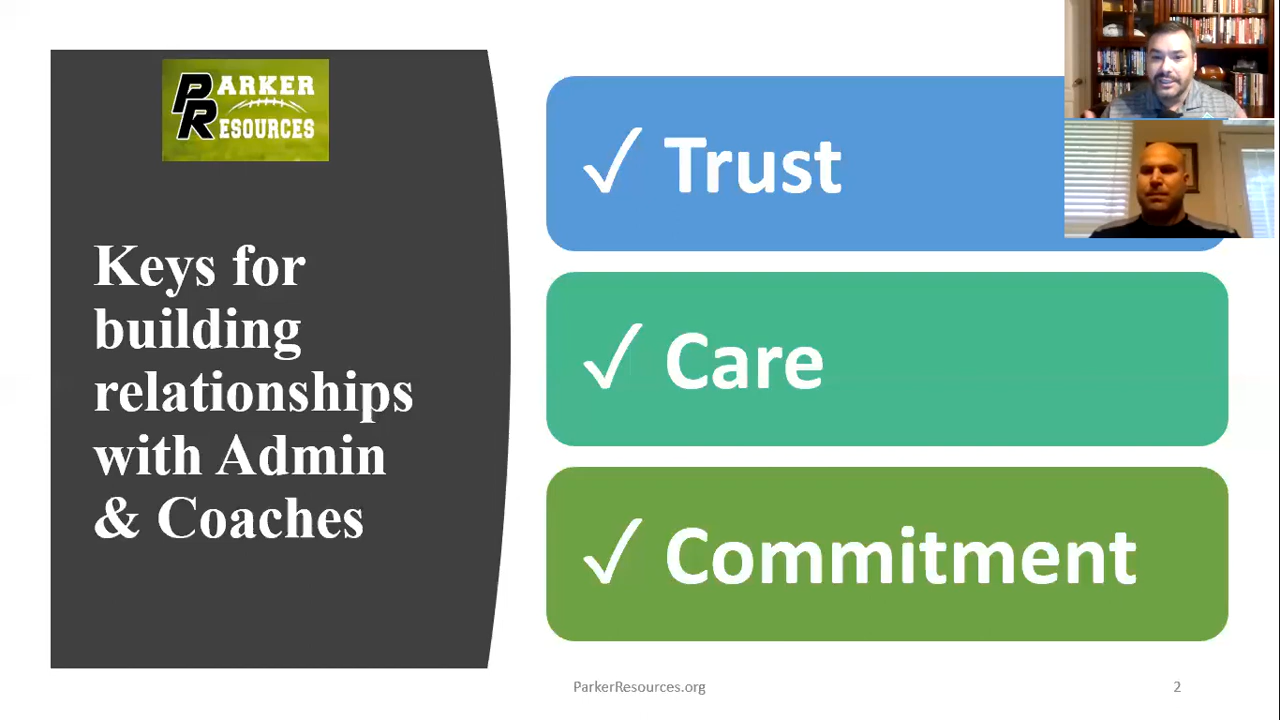 PARKER
RESOURCES
Keys for
building
relationships
with Admin
& Coaches
✓ Trust
✓ Care
✓ Commitment
ParkerResources.org
2